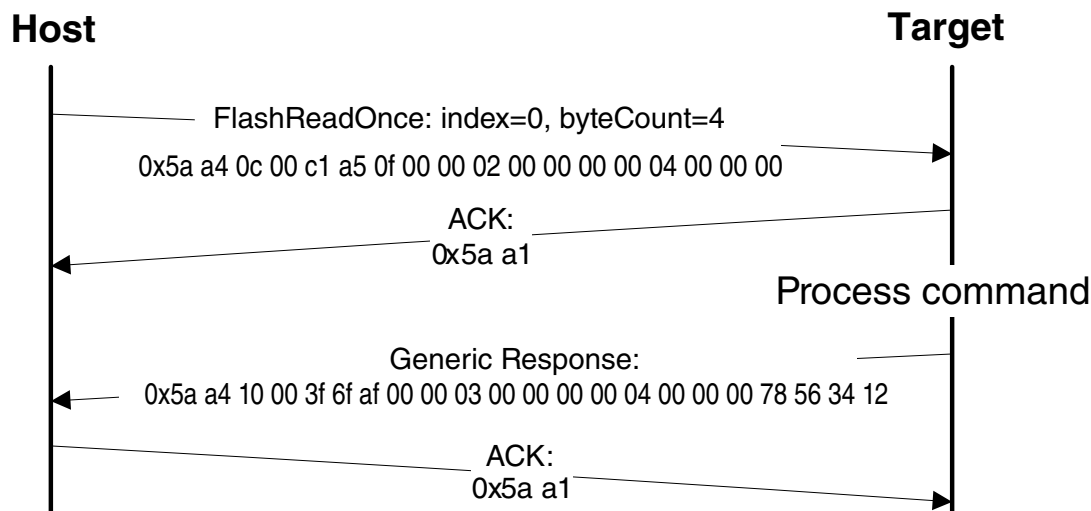 Host
Target
FlashReadOnce: index=0, byteCount=4
0x5a a4 0c 00 c1 a5 0f 00 00 02 00 00 00 00 04 00 00 00
ACK:
0x5a a1
Process command
Generic Response:
0x5a a4 10 00 3f 6f af 00 00 03 00 00 00 00 04 00 00 00 78 56 34 12
ACK:
0x5a a1